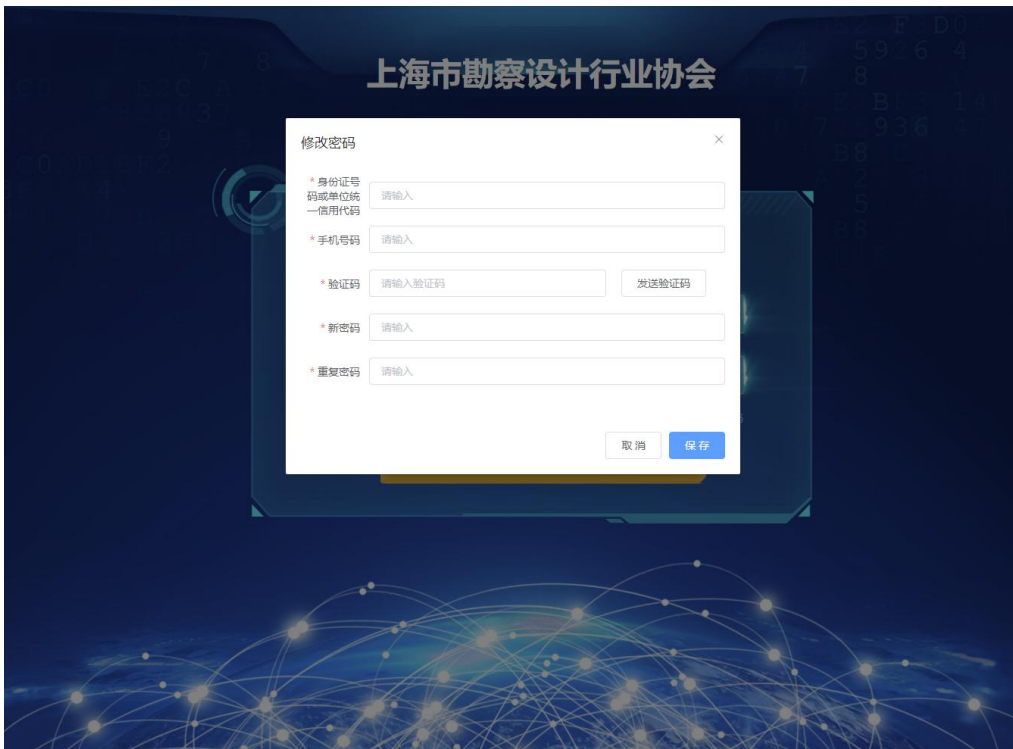 上海市勘察设计行业协会
修改密码
* 身份证号
码或单位统
一信用代码
请输入
* 手机号码
请输入
* 验证码
请输入验证码
发送验证码
* 新密码
请输入
* 重复密码
请输入
取消
保存